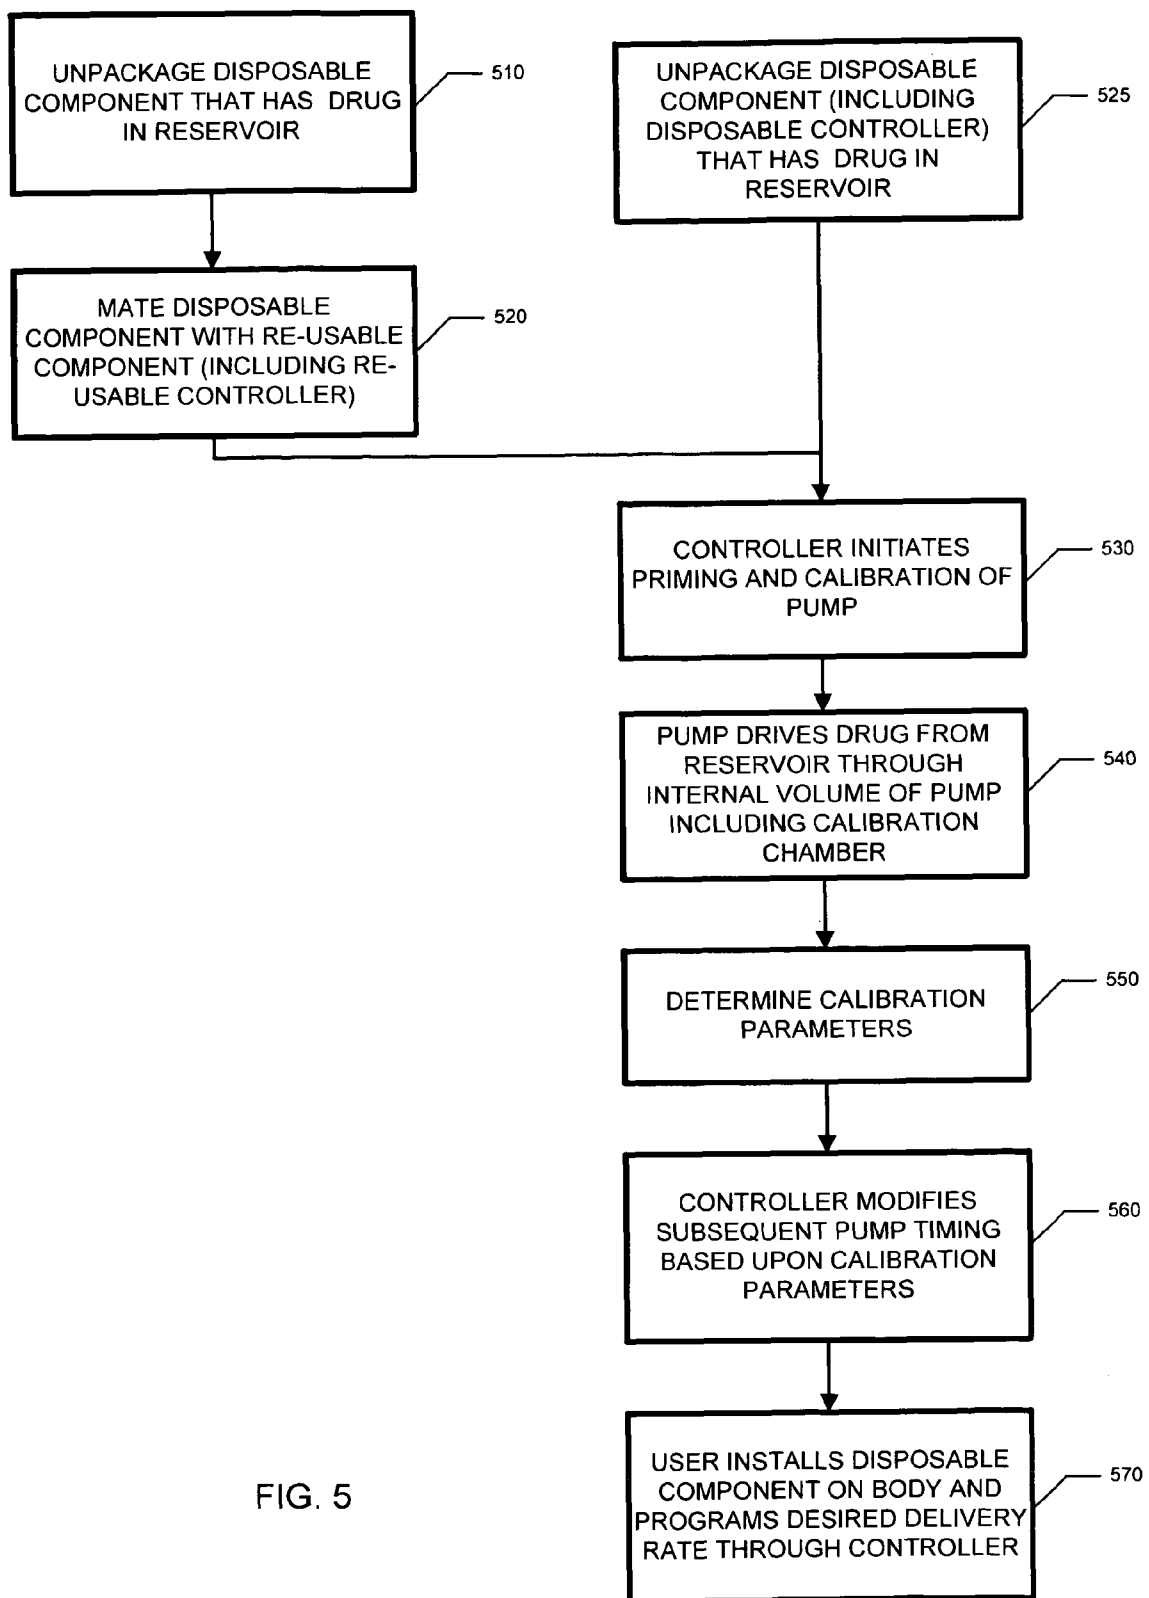 UNPACKAGE DISPOSABLE
COMPONENT THAT HAS DRUG
IN RESERVOIR
510
UNPACKAGE DISPOSABLE
COMPONENT (INCLUDING
DISPOSABLE CONTROLLER)
THAT HAS DRUG IN
RESERVOIR
525
MATE DISPOSABLE
COMPONENT WITH RE-USABLE
COMPONENT (INCLUDING RE-
USABLE CONTROLLER)
520
CONTROLLER INITIATES
PRIMING AND CALIBRATION OF
PUMP
530
PUMP DRIVES DRUG FROM
RESERVOIR THROUGH
INTERNAL VOLUME OF PUMP
INCLUDING CALIBRATION
CHAMBER
540
DETERMINE CALIBRATION
PARAMETERS
550
CONTROLLER MODIFIES
SUBSEQUENT PUMP TIMING
BASED UPON CALIBRATION
PARAMETERS
560
USER INSTALLS DISPOSABLE
COMPONENT ON BODY AND
PROGRAMS DESIRED DELIVERY
RATE THROUGH CONTROLLER
570
FIG. 5